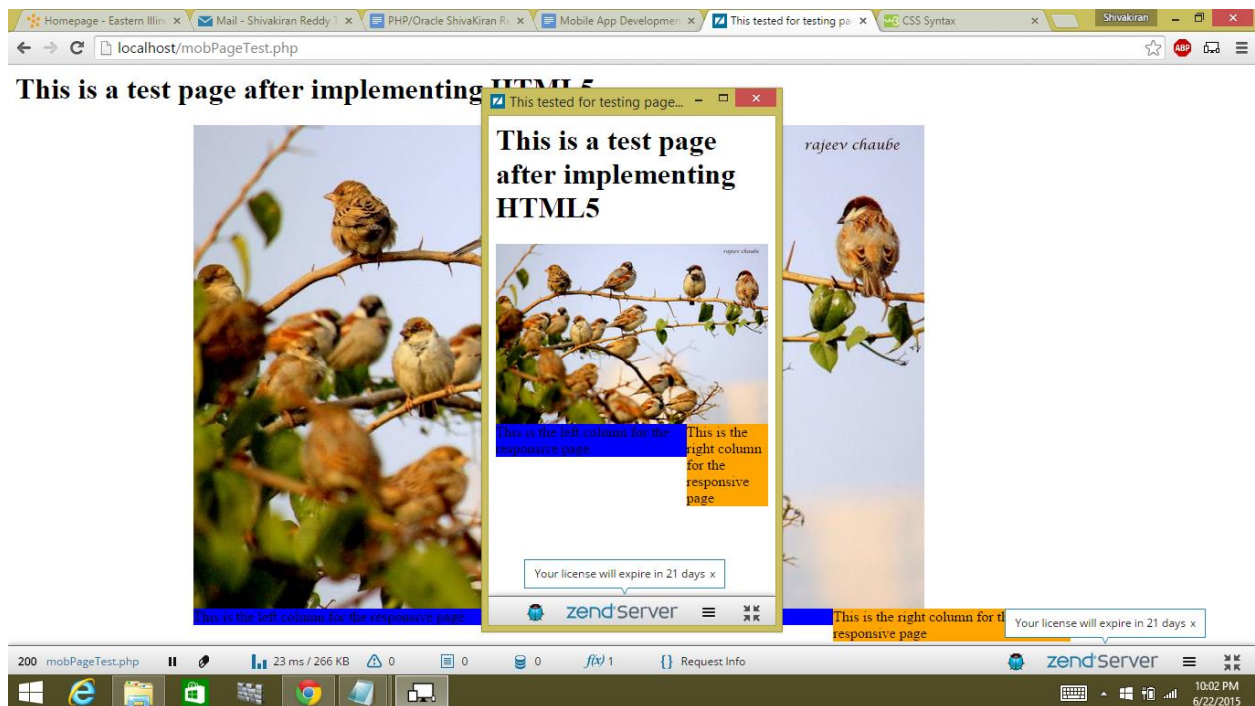 Homepage - Eastern Illin
Mail - Shivakiran Reddy T
PHP/Oracle ShivaKiran Re
Mobile App Developmen
This tested for testing pa
CSS Syntax
Shivakiran
localhost/mobPageTest.php
ABP
This is a test page after implementing HTML5
This tested for testing page...
This is a test page
after implementing
HTML5
rajeev chaube
rajeev chaube
This is the left column for the
responsive page
This is the
right column
for the
responsive
page
Your license will expire in 21 days x
zend'server
This is the left column for the responsive page
This is the right column for t
responsive page
Your license will expire in 21 days x
200 mobPageTest.php
23 ms / 266 KB
0
0
0
f(x) 1
{} Request Info
zend'server
10:02 PM
6/22/2015